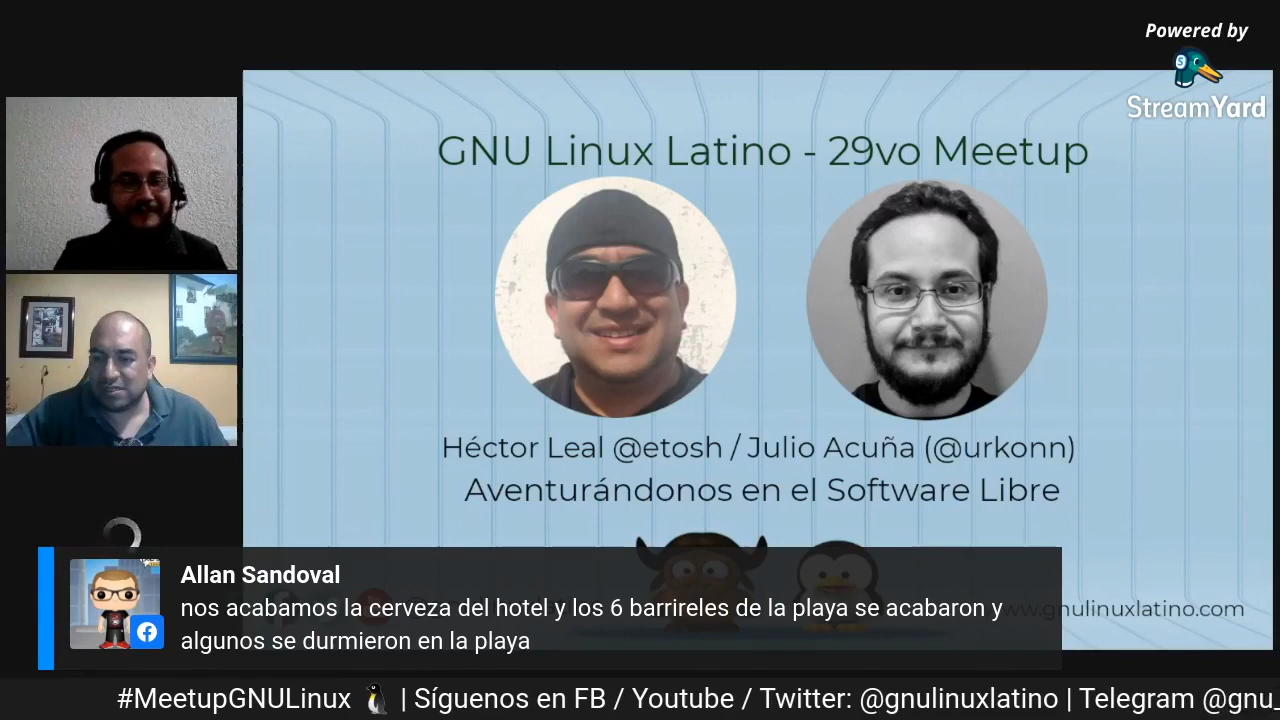 Powered by
StreamYard
GNU Linux Latino - 29vo Meetup
Héctor Leal @etosh / Julio Acuña (@urkonn)
Aventurándonos en el Software Libre
www.gnulinuxlatino.com
Allan Sandoval
nos acabamos la cerveza del hotel y los 6 barrireles de la playa se acabaron y
algunos se durmieron en la playa
#MeetupGNULinux 🐧 | Síguenos en FB / Youtube / Twitter: @gnulinuxlatino | Telegram @gnu_